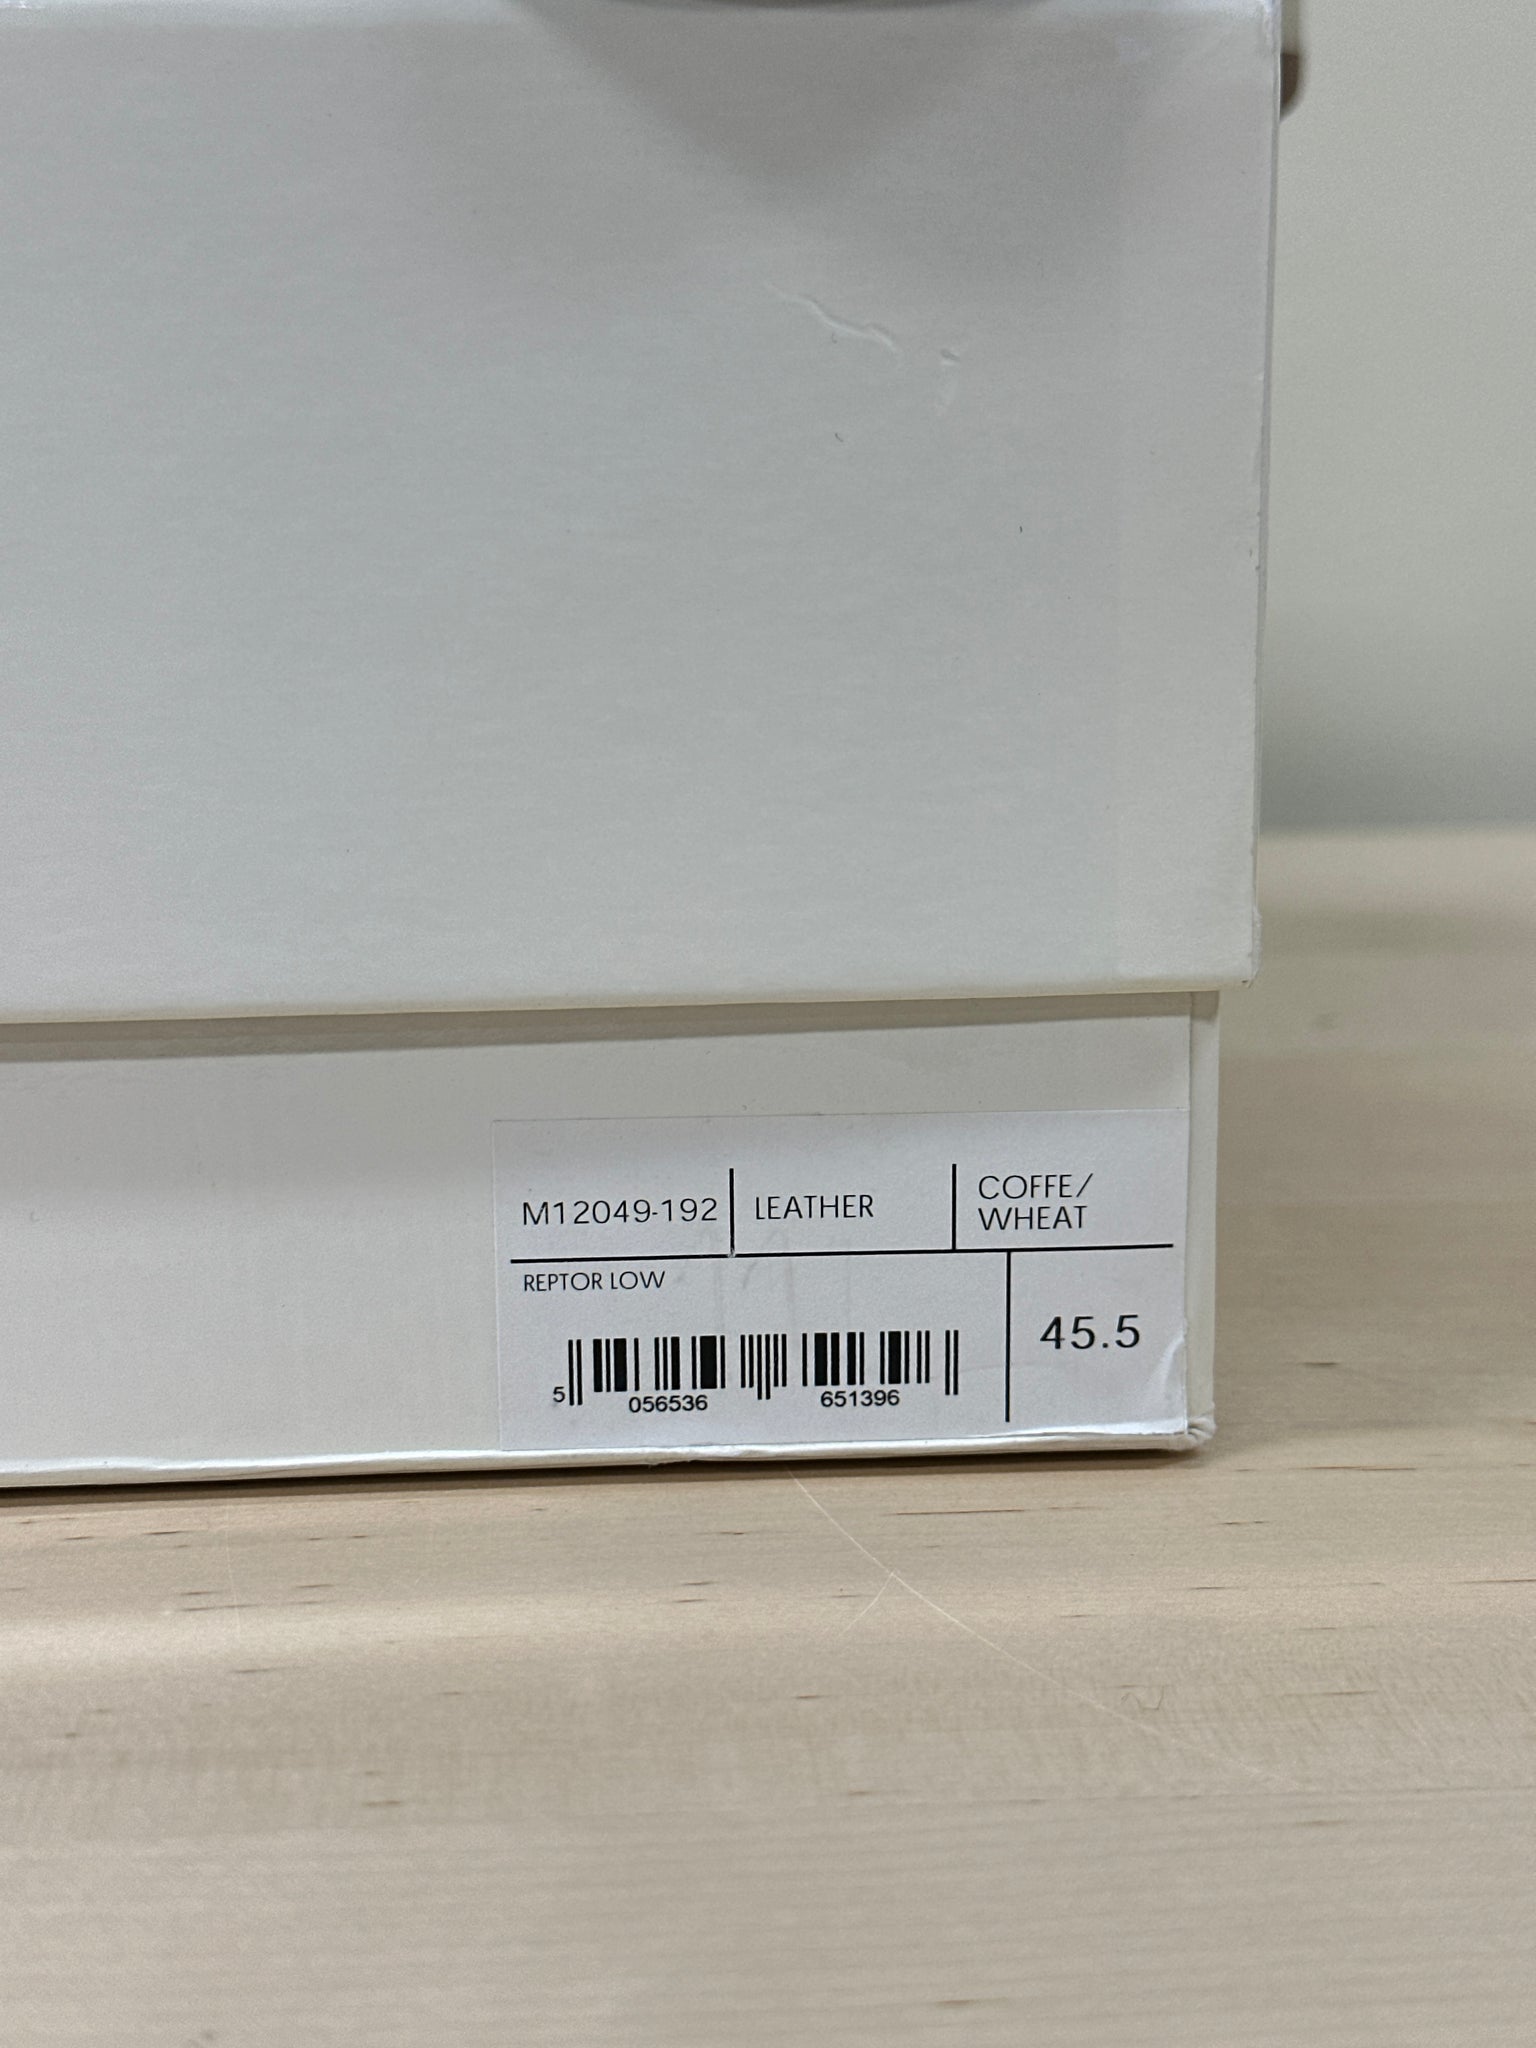 M12049-192
LEATHER
COFFE/
WHEAT
REPTOR LOW
45.5
5 056536 651396